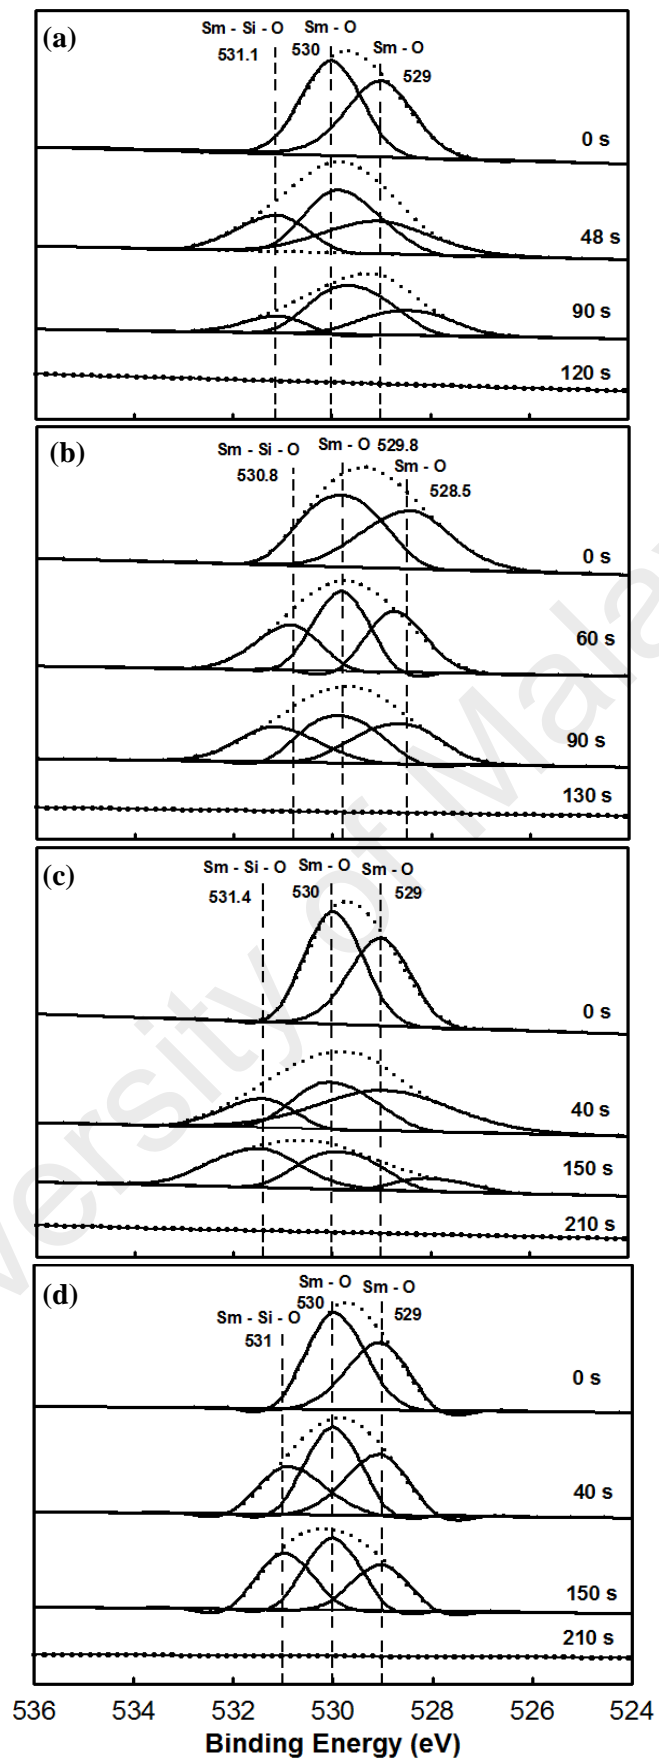 (a)
Sm - Si - O
531.1
530
Sm - O
529
0 s
48 s
90 s
120 s
(b)
Sm - Si - O
530.8
Sm - O 529.8
Sm - O
528.5
0 s
60 s
90 s
130 s
(c)
Sm - Si - O
531.4
Sm - O
530
Sm - O
529
0 s
40 s
150 s
210 s
(d)
Sm - Si - O
531
Sm - O
530
Sm - O
529
0 s
40 s
150 s
210 s
536 534 532 530 528 526 524
Binding Energy (eV)
versity of Mala